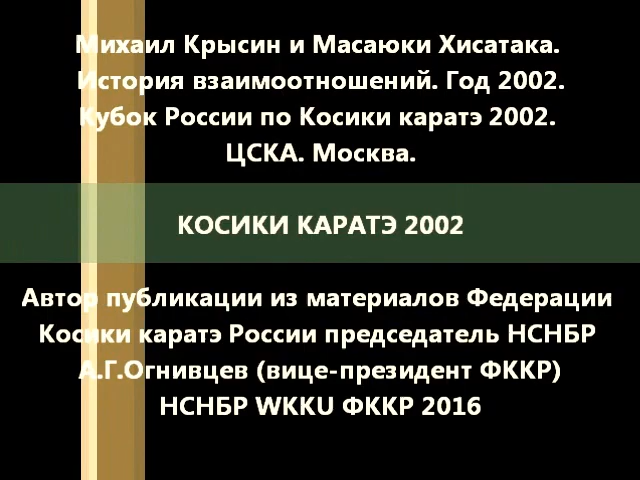 Михаил Крысин и Масаюки Хисатака.
История взаимоотношений. Год 2002.
Кубок России по Косики каратэ 2002.
ЦСКА. Москва.
КОСИКИ КАРАТЭ 2002
Автор публикации из материалов Федерации
Косики каратэ России председатель НСНБР
А.Г.Огнивцев (вице-президент ФККР)
НСНБР WKKU ФККР 2016